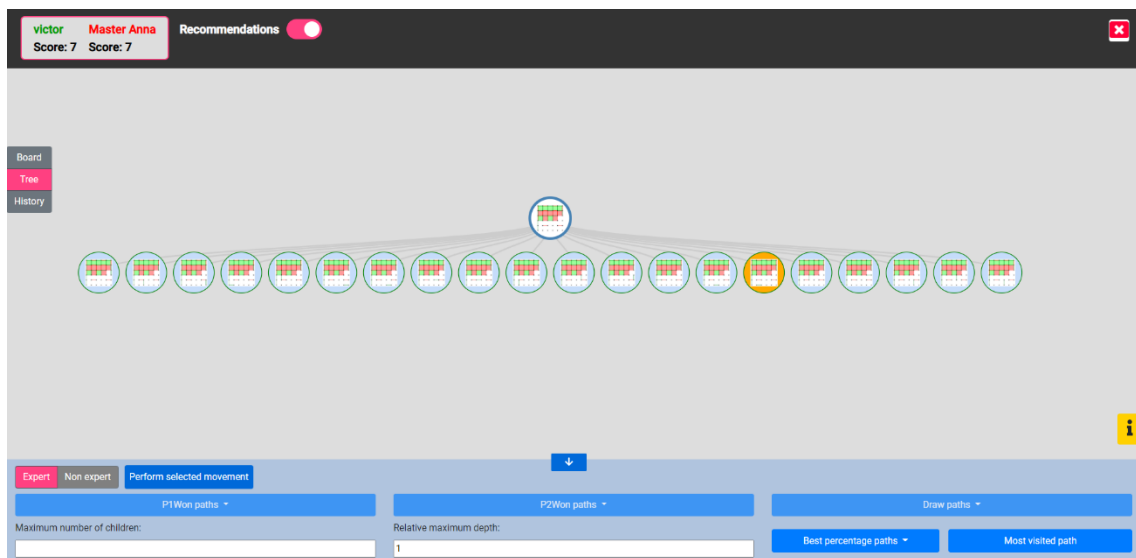 victor Master Anna
Score: 7 Score: 7
Recommendations
Board
Tree
History
Expert Non expert Perform selected movement
P1Won paths P2Won paths Draw paths
Maximum number of children: Relative maximum depth:
1
Best percentage paths Most visited path